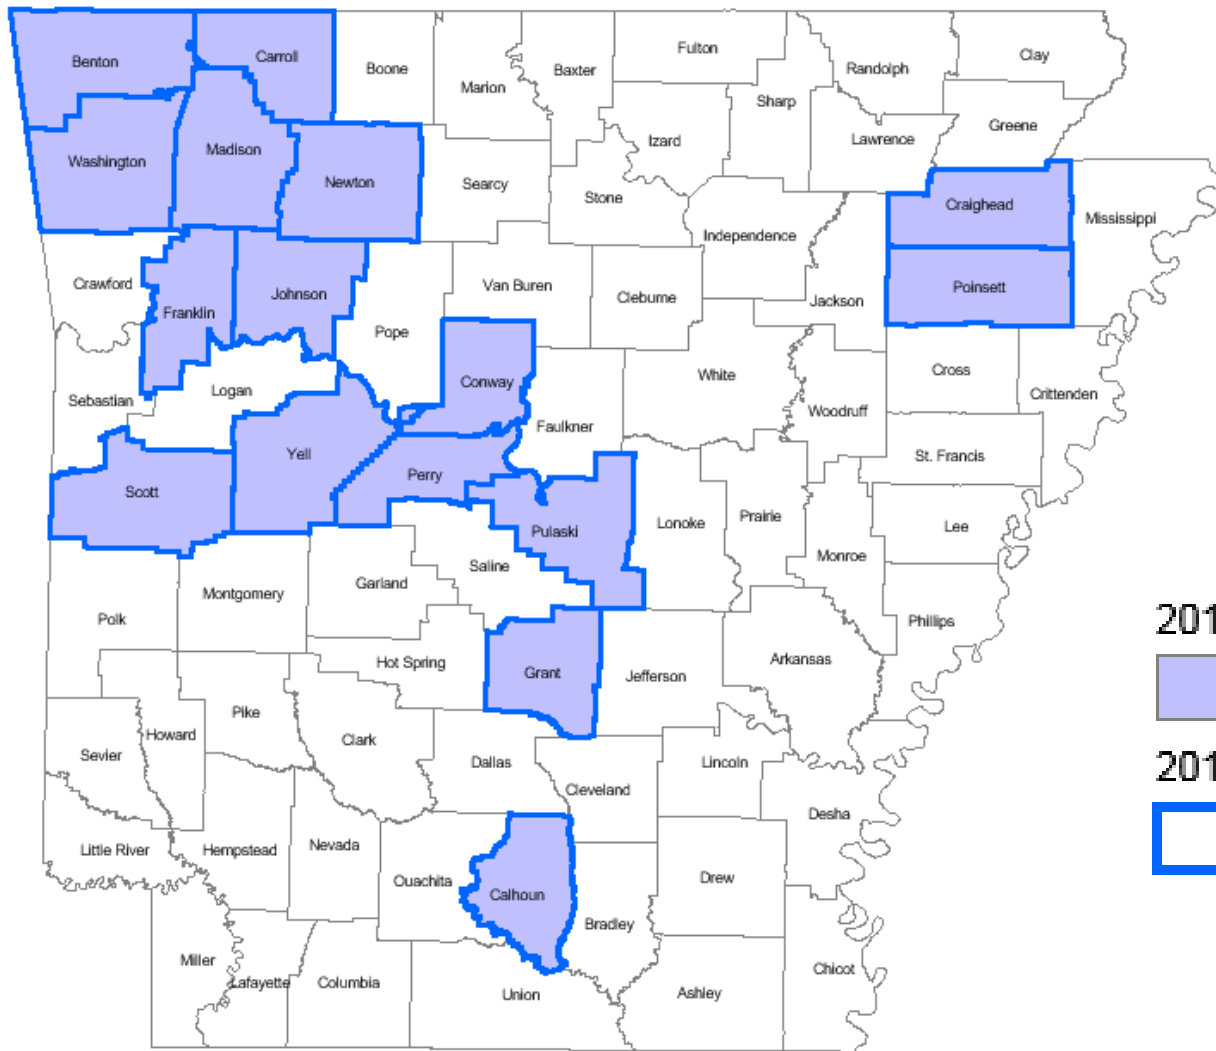 Benton
Carroll
Boone
Marion
Baxter
Fulton
Randolph
Clay
Sharp
Greene
Izard
Lawrence
Washington
Madison
Newton
Searcy
Stone
Craighead
Mississippi
Independence
Crawford
Franklin
Johnson
Pope
Van Buren
Cleburne
Jackson
Poinsett
Sebastian
Logan
Conway
White
Woodruff
Cross
Crittenden
Faulkner
Yell
Perry
Scott
St. Francis
Pulaski
Lonoke
Prairie
Monroe
Lee
Saline
Garland
Montgomery
Polk
Phillips
201
Hot Spring
Grant
Jefferson
Arkansas
Pike
Howard
Clark
Sevier
Dallas
Cleveland
Lincoln
201
Desha
Little River
Hempstead
Nevada
Ouachita
Calhoun
Drew
Bradley
Miller
Lafayette
Columbia
Union
Ashley
Chicot